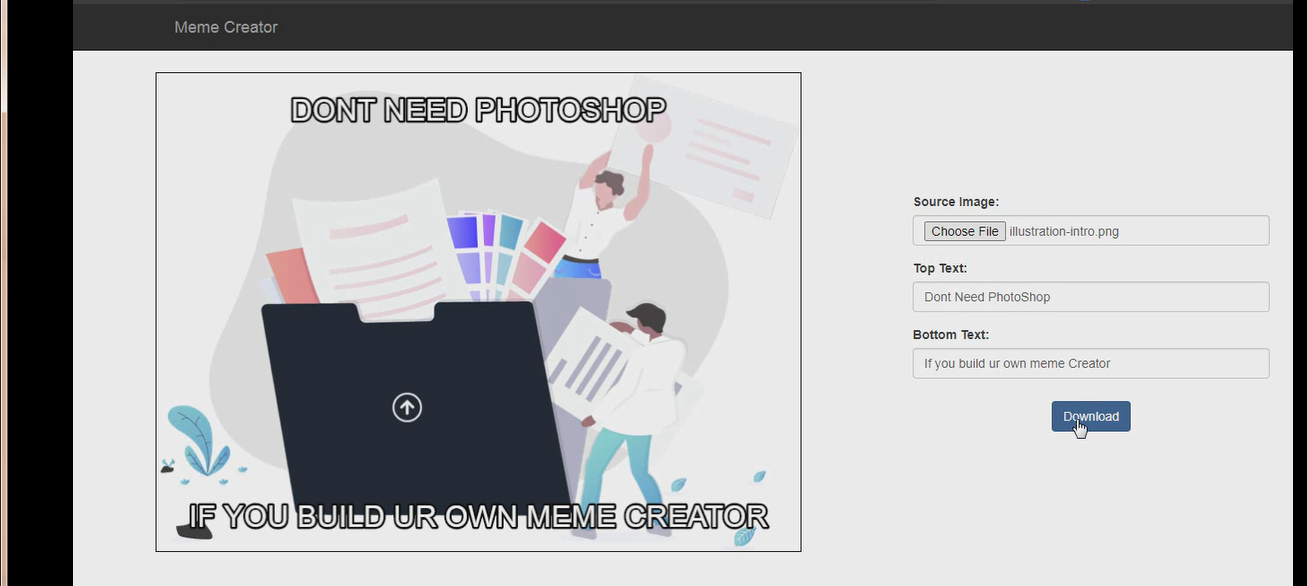 Meme Creator
DONT NEED PHOTOSHOP
IF YOU BUILD UR OWN MEME CREATOR
Source Image:
Choose File illustration-intro.png
Top Text:
Dont Need PhotoShop
Bottom Text:
If you build ur own meme Creator
Download